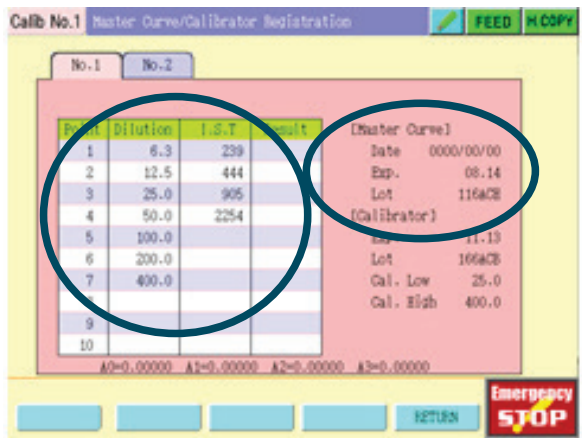 Calib No.1 Master Curve/Calibrator Registration FEED H.COPY
No.1 No.2
Point Dilution I.S.T Result
1 6.3 239
2 12.5 444
3 25.0 905
4 50.0 2254
5 100.0
6 200.0
7 400.0
8
9
10
[Master Curve]
Date 0000/00/00
Exp. 08.14
Lot 116ACB
[Calibrator]
Exp. 11.13
Lot 166ACB
Cal. Low 25.0
Cal. High 400.0
A0=0.00000 A1=0.00000 A2=0.00000 A3=0.00000
RETURN
Emergency
STOP